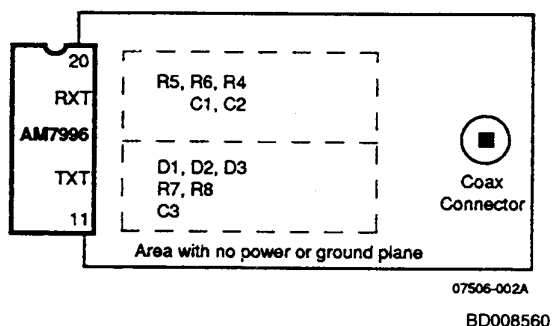 20
RXT
AM7996
TXT
11
R5, R6, R4
C1, C2
D1, D2, D3
R7, R8
C3
Area with no power or ground plane
Coax
Connector
07506-002A
BD008560